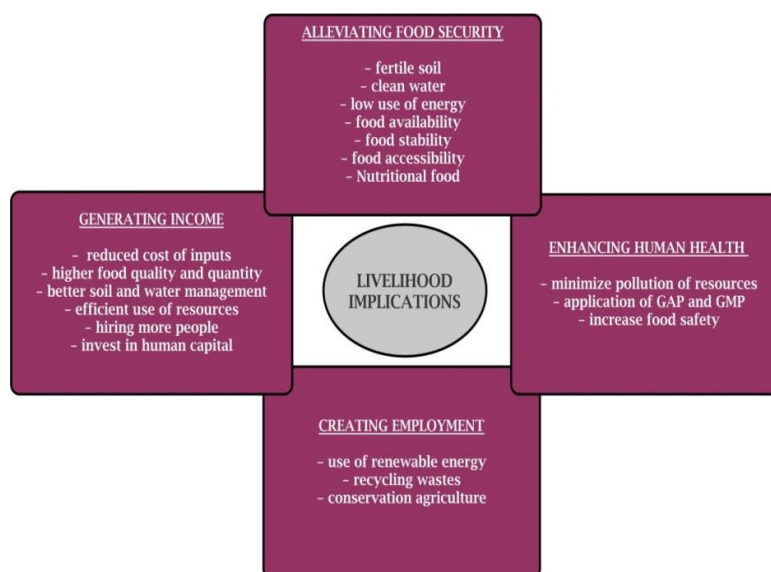 ALLEVIATING FOOD SECURITY
– fertile soil
– clean water
– low use of energy
– food availability
– food stability
– food accessibility
– Nutritional food
GENERATING INCOME
– reduced cost of inputs
– higher food quality and quantity
– better soil and water management
– efficient use of resources
– hiring more people
– invest in human capital
LIVELIHOOD
IMPLICATIONS
ENHANCING HUMAN HEALTH
– minimize pollution of resources
– application of GAP and GMP
– increase food safety
CREATING EMPLOYMENT
– use of renewable energy
– recycling wastes
– conservation agriculture